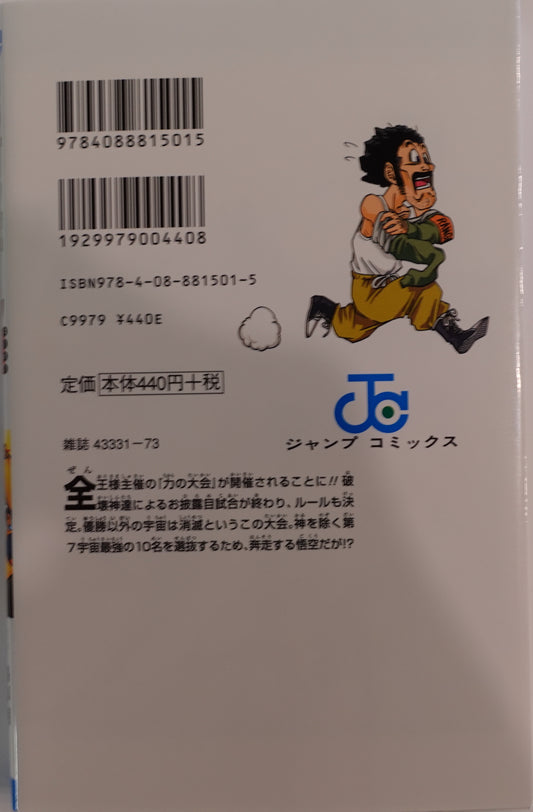 9784088815015
1929979004408
ISBN978-4-08-881501-5
C9979 ¥440E
定価 本体440円+税
JC
ジャンプ コミックス
雑誌 43331-73
全王様主催の「力の大会」が開催されることに!! 破
壊神達によるお披露目試合が終わり、ルールも決
定。優勝以外の宇宙は消滅というこの大会。神を除く第
7宇宙最強の10名を選抜するため、奔走する悟空だが!?